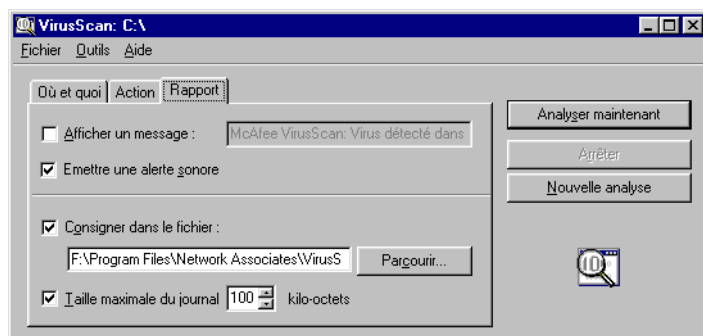 VirusScan: C:\
Fichier Outils Aide
Où et quoi Action Rapport
Afficher un message : McAfee VirusScan: Virus détecté dans
Emettre une alerte sonore
Consigner dans le fichier :
F:\Program Files\Network Associates\VirusS Parcourir...
Taille maximale du journal 100 kilo-octets
Analyser maintenant
Arrêter
Nouvelle analyse